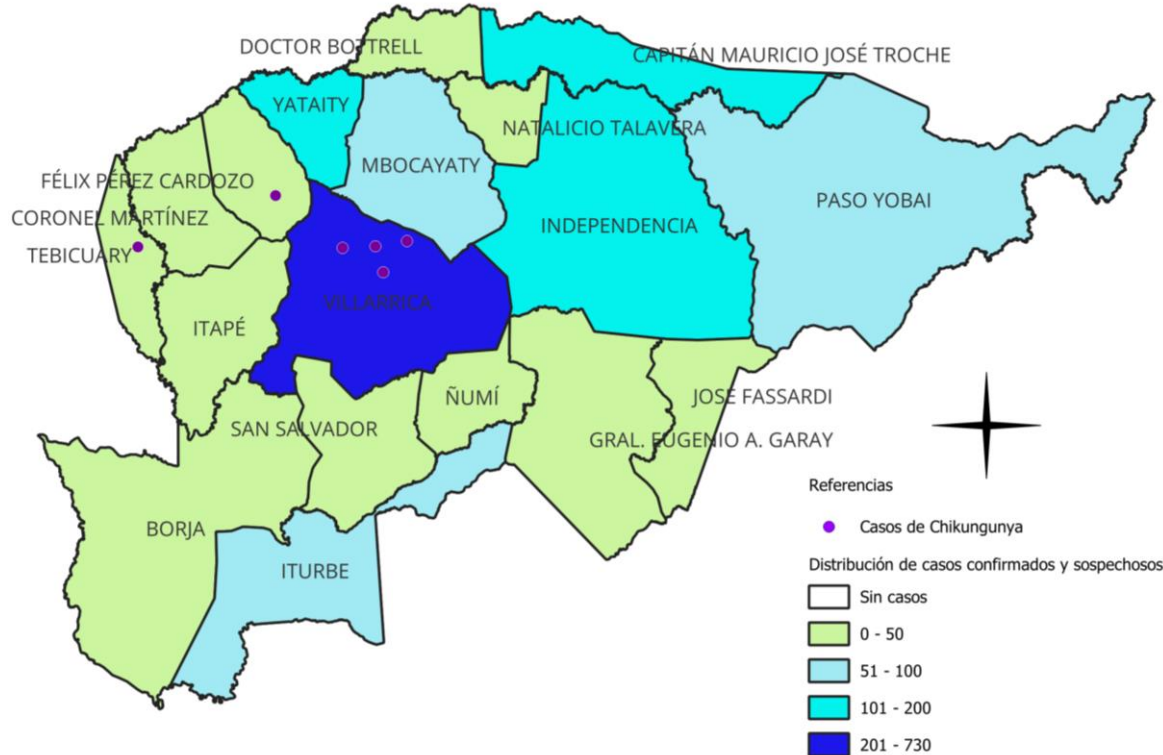 DOCTOR BOTTRELL
CAPITÁN MAURICIO JOSÉ TROCHE
YATAITY
NATALICIO TALAVERA
MBOCAYATY
FÉLIX PÉREZ CARDOZO
PASO YOBAI
CORONEL MARTÍNEZ
INDEPENDENCIA
TEBICUARY
VILLARRICA
ITAPÉ
ÑUMÍ
JOSE FASSARDI
SAN SALVADOR
GRAL. EUGENIO A. GARAY
BORJA
ITURBE
Referencias
Casos de Chikungunya
Distribución de casos confirmados y sospechosos
Sin casos
0 - 50
51 - 100
101 - 200
201 - 730